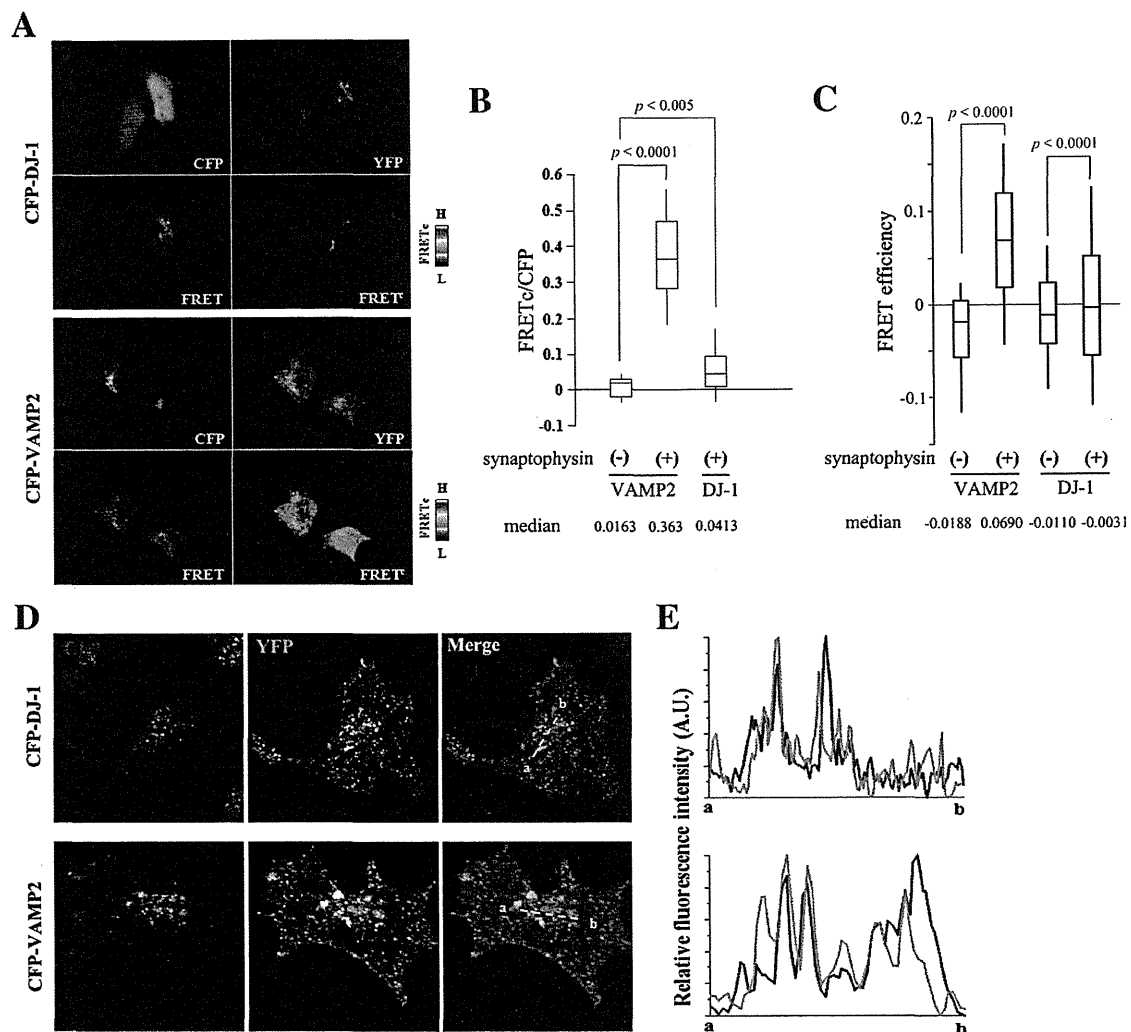 A
CFP-DJ-1
CFP
YFP
FRET
FRETc
H
FRETc
L
CFP-VAMP2
CFP
YFP
FRET
FRETc
H
FRETc
L
B
p < 0.005
p < 0.0001
FRETc/CFP
0.6
0.5
0.4
0.3
0.2
0.1
0
-0.1
synaptophysin (-) (+) (+)
VAMP2 DJ-1
median 0.0163 0.363 0.0413
C
p < 0.0001
p < 0.0001
FRET efficiency
0.2
0.1
0
-0.1
synaptophysin (-) (+) (-) (+)
VAMP2 DJ-1
median -0.0188 0.0690 -0.0110 -0.0031
D
CFP-DJ-1
YFP
Merge
a
b
CFP-VAMP2
a
b
E
Relative fluorescence intensity (A.U.)
a b
a b